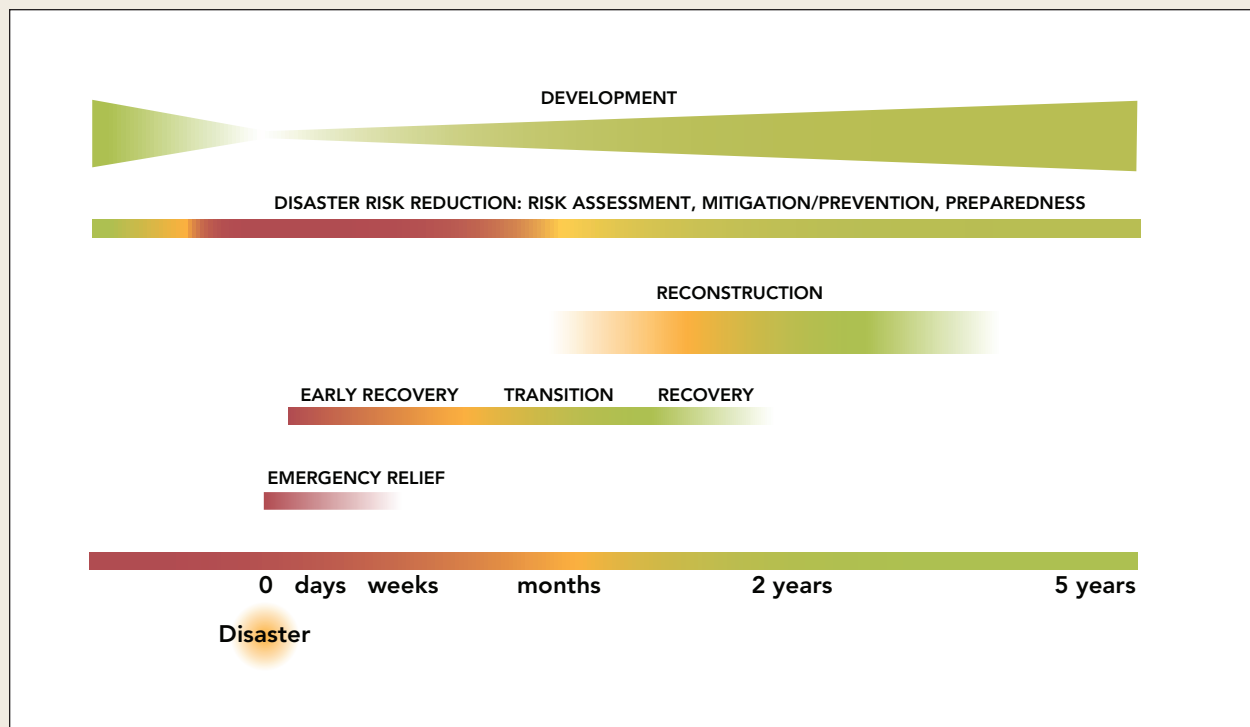 DEVELOPMENT
DISASTER RISK REDUCTION: RISK ASSESSMENT, MITIGATION/PREVENTION, PREPAREDNESS
RECONSTRUCTION
EARLY RECOVERY TRANSITION RECOVERY
EMERGENCY RELIEF
0 days weeks months 2 years 5 years
Disaster